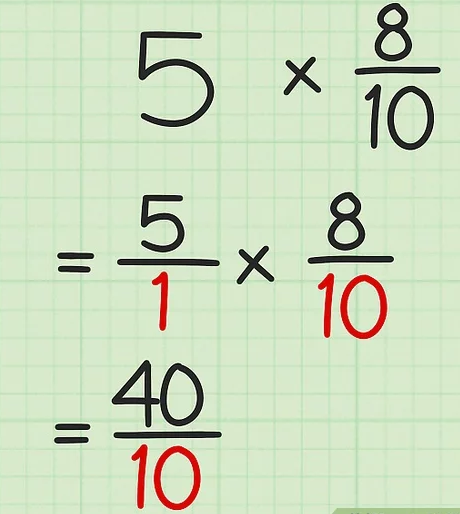 5 × 8/10
= 5/1 × 8/10
= 40/10